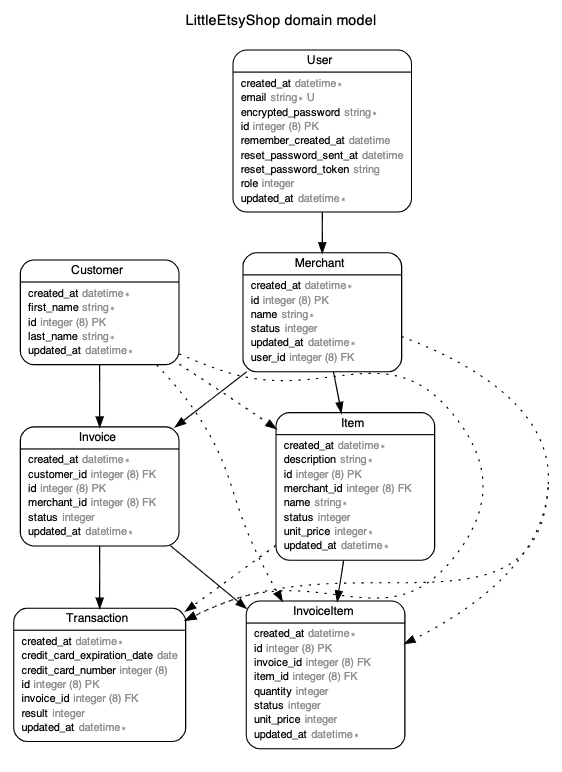 LittleEtsyShop domain model
User
created_at datetime *
email string * U
encrypted_password string *
id integer (8) PK
remember_created_at datetime
reset_password_sent_at datetime
reset_password_token string
role integer
updated_at datetime *
Customer
created_at datetime *
first_name string *
id integer (8) PK
last_name string *
updated_at datetime *
Merchant
created_at datetime *
id integer (8) PK
name string *
status integer
updated_at datetime *
user_id integer (8) FK
Invoice
created_at datetime *
customer_id integer (8) FK
id integer (8) PK
merchant_id integer (8) FK
status integer
updated_at datetime *
Item
created_at datetime *
description string *
id integer (8) PK
merchant_id integer (8) FK
name string *
status integer
unit_price integer *
updated_at datetime *
Transaction
created_at datetime *
credit_card_expiration_date date
credit_card_number integer (8)
id integer (8) PK
invoice_id integer (8) FK
result integer
updated_at datetime *
InvoiceItem
created_at datetime *
id integer (8) PK
invoice_id integer (8) FK
item_id integer (8) FK
quantity integer
status integer
unit_price integer
updated_at datetime *